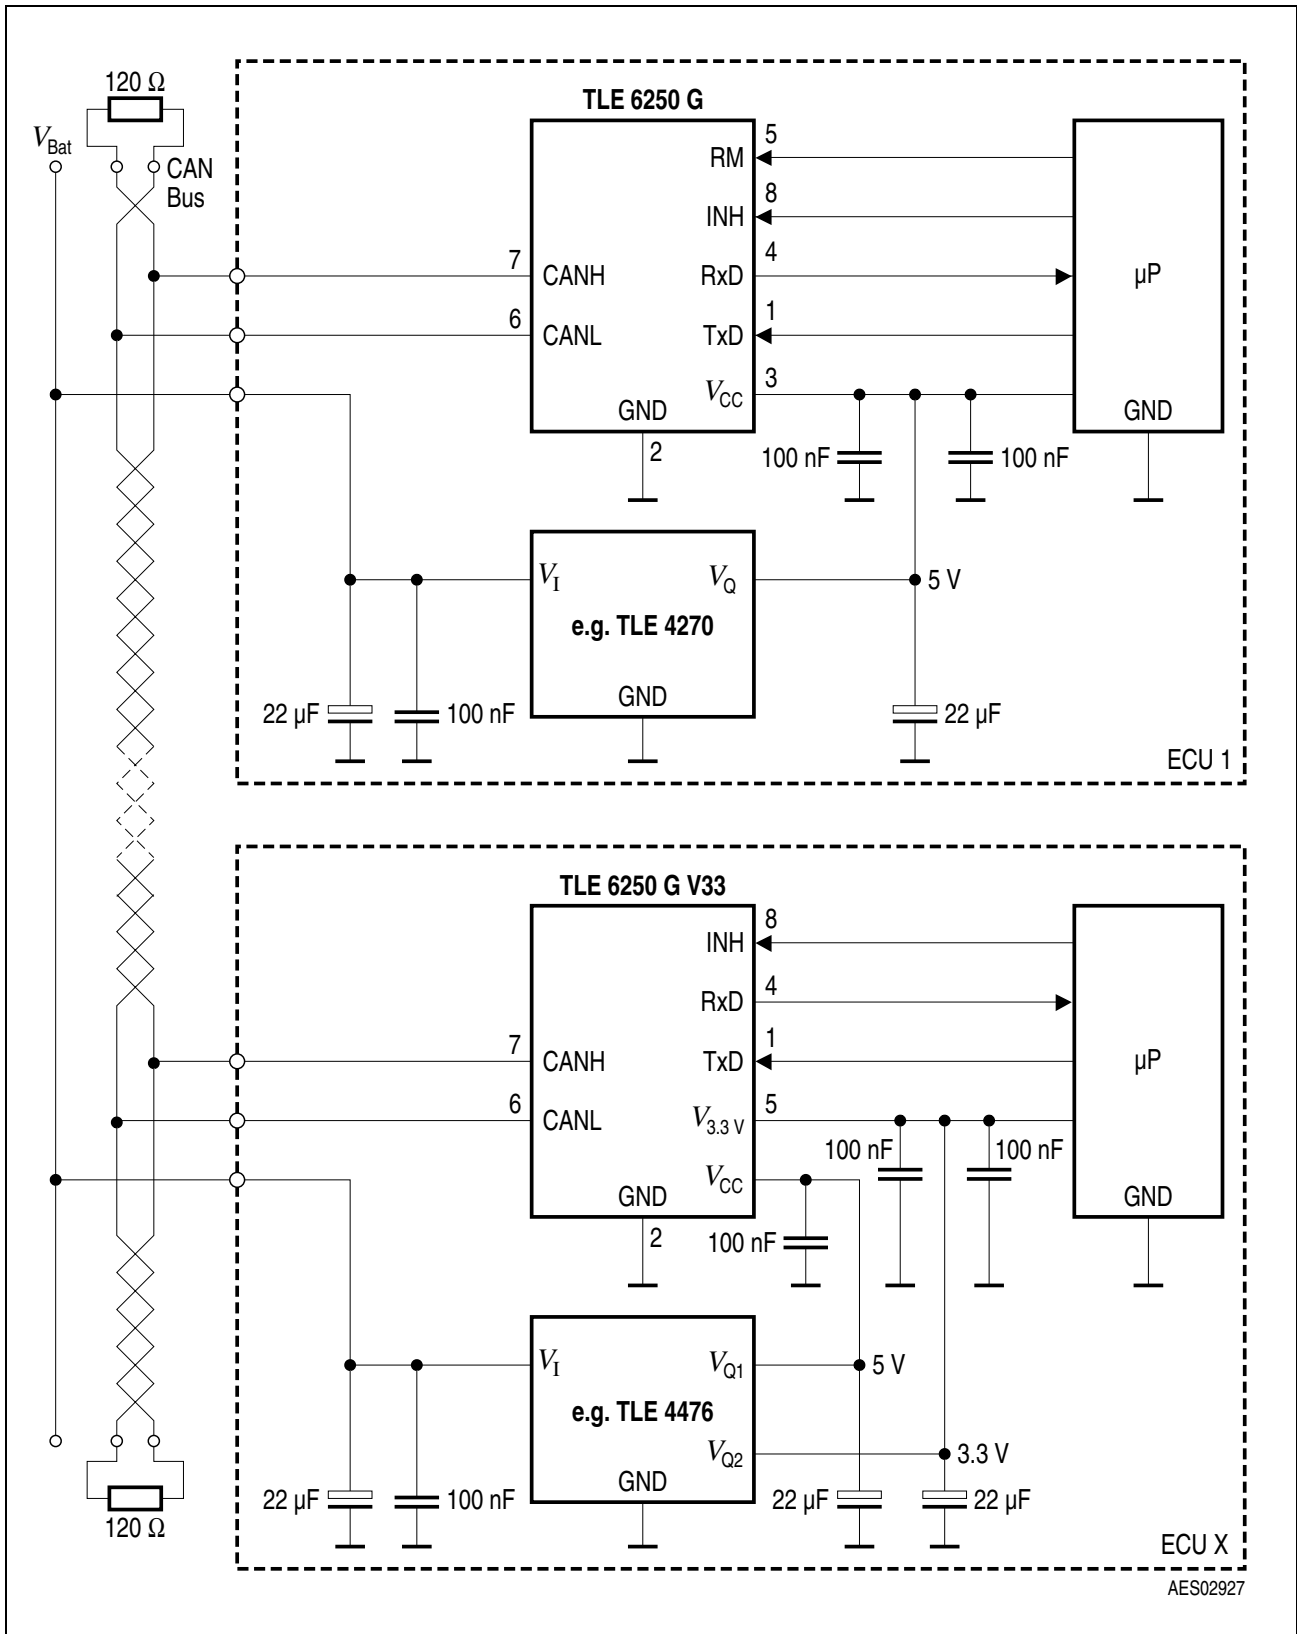 120 Ω
V_Bat
CAN
Bus
TLE 6250 G
RM
5
INH
8
7
CANH
RxD
4
µP
6
CANL
TxD
1
V_CC
3
GND
GND
2
100 nF
100 nF
V_I
V_Q
5 V
e.g. TLE 4270
GND
22 µF
100 nF
22 µF
ECU 1
TLE 6250 G V33
INH
8
RxD
4
7
CANH
TxD
1
µP
6
CANL
V_3.3 V
5
100 nF
100 nF
V_CC
GND
GND
2
100 nF
V_I
V_Q1
5 V
e.g. TLE 4476
V_Q2
3.3 V
GND
22 µF
100 nF
22 µF
22 µF
120 Ω
ECU X
AES02927